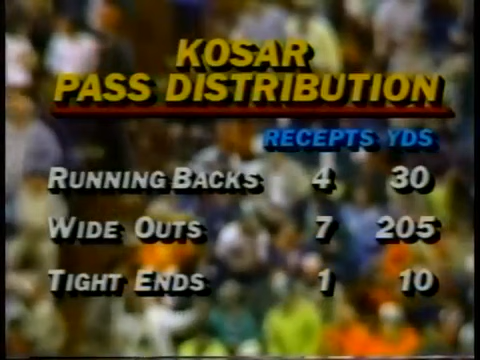 KOSAR
PASS DISTRIBUTION
RECEPTS YDS
RUNNING BACKS 4 30
WIDE OUTS 7 205
TIGHT ENDS 1 10